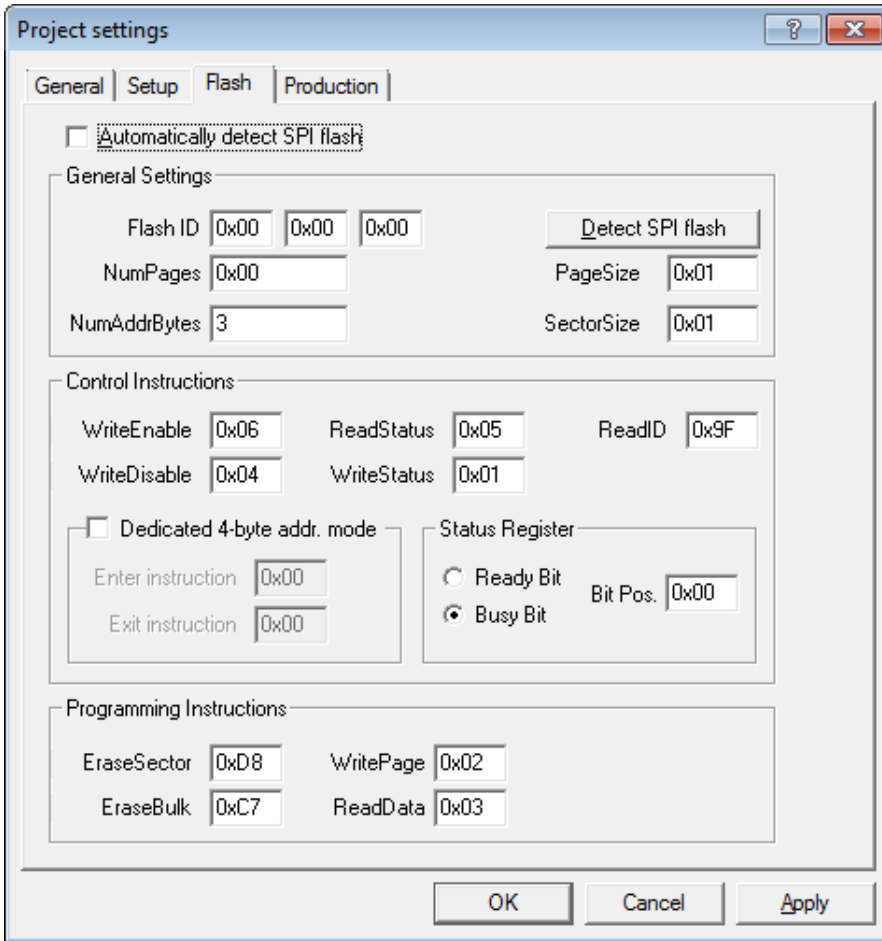 Project settings
General Setup Flash Production
Automatically detect SPI flash
General Settings
Flash ID 0x00 0x00 0x00 Detect SPI flash
NumPages 0x00 PageSize 0x01
NumAddrBytes 3 SectorSize 0x01
Control Instructions
WriteEnable 0x06 ReadStatus 0x05 ReadID 0x9F
WriteDisable 0x04 WriteStatus 0x01
Dedicated 4-byte addr. mode Status Register
Enter instruction 0x00 Ready Bit Bit Pos. 0x00
Exit instruction 0x00 Busy Bit
Programming Instructions
EraseSector 0xD8 WritePage 0x02
EraseBulk 0xC7 ReadData 0x03
OK Cancel Apply